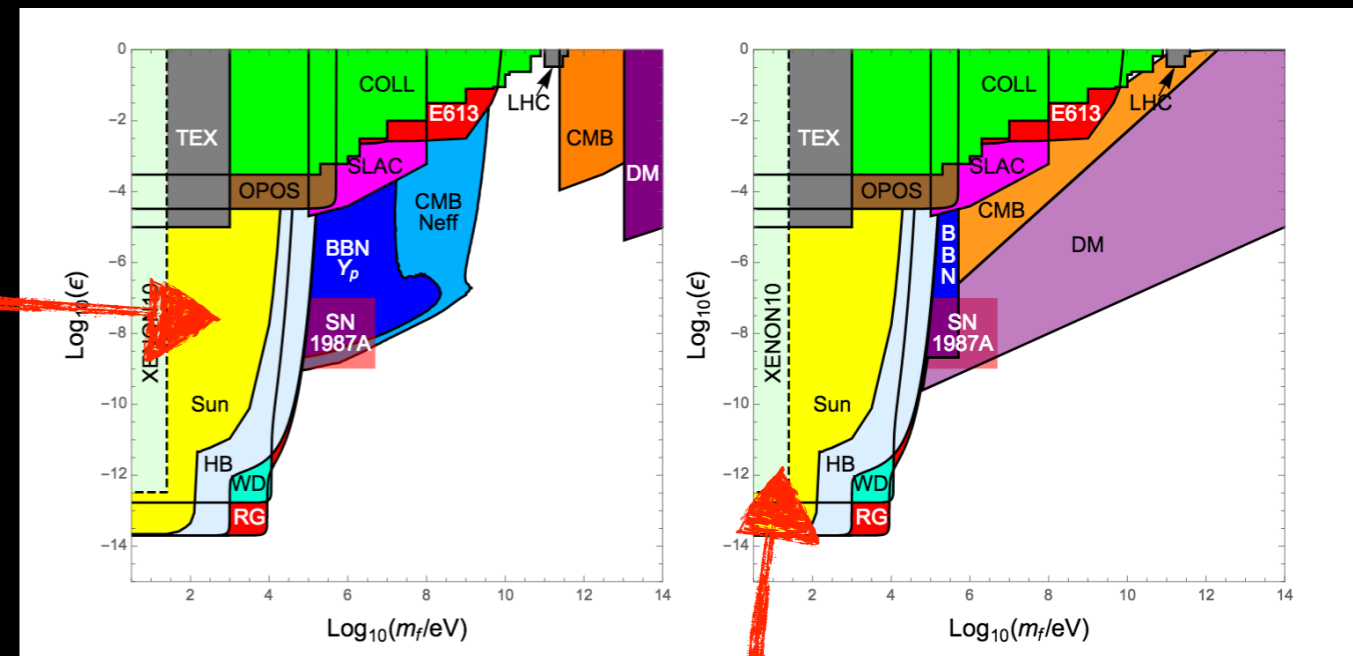 0
−2
−4
−6
−8
−10
−12
−14
Log10(ϵ)
TEX
COLL
E613
LHC
SLAC
OPOS
CMB
DM
CMB
Neff
BBN
Yp
SN
1987A
XENON10
Sun
HB
WD
RG
2
4
6
8
10
12
14
Log10(mf/eV)
0
−2
−4
−6
−8
−10
−12
−14
Log10(ϵ)
TEX
COLL
E613
LHC
SLAC
OPOS
CMB
DM
B
B
N
SN
1987A
XENON10
Sun
HB
WD
RG
2
4
6
8
10
12
14
Log10(mf/eV)